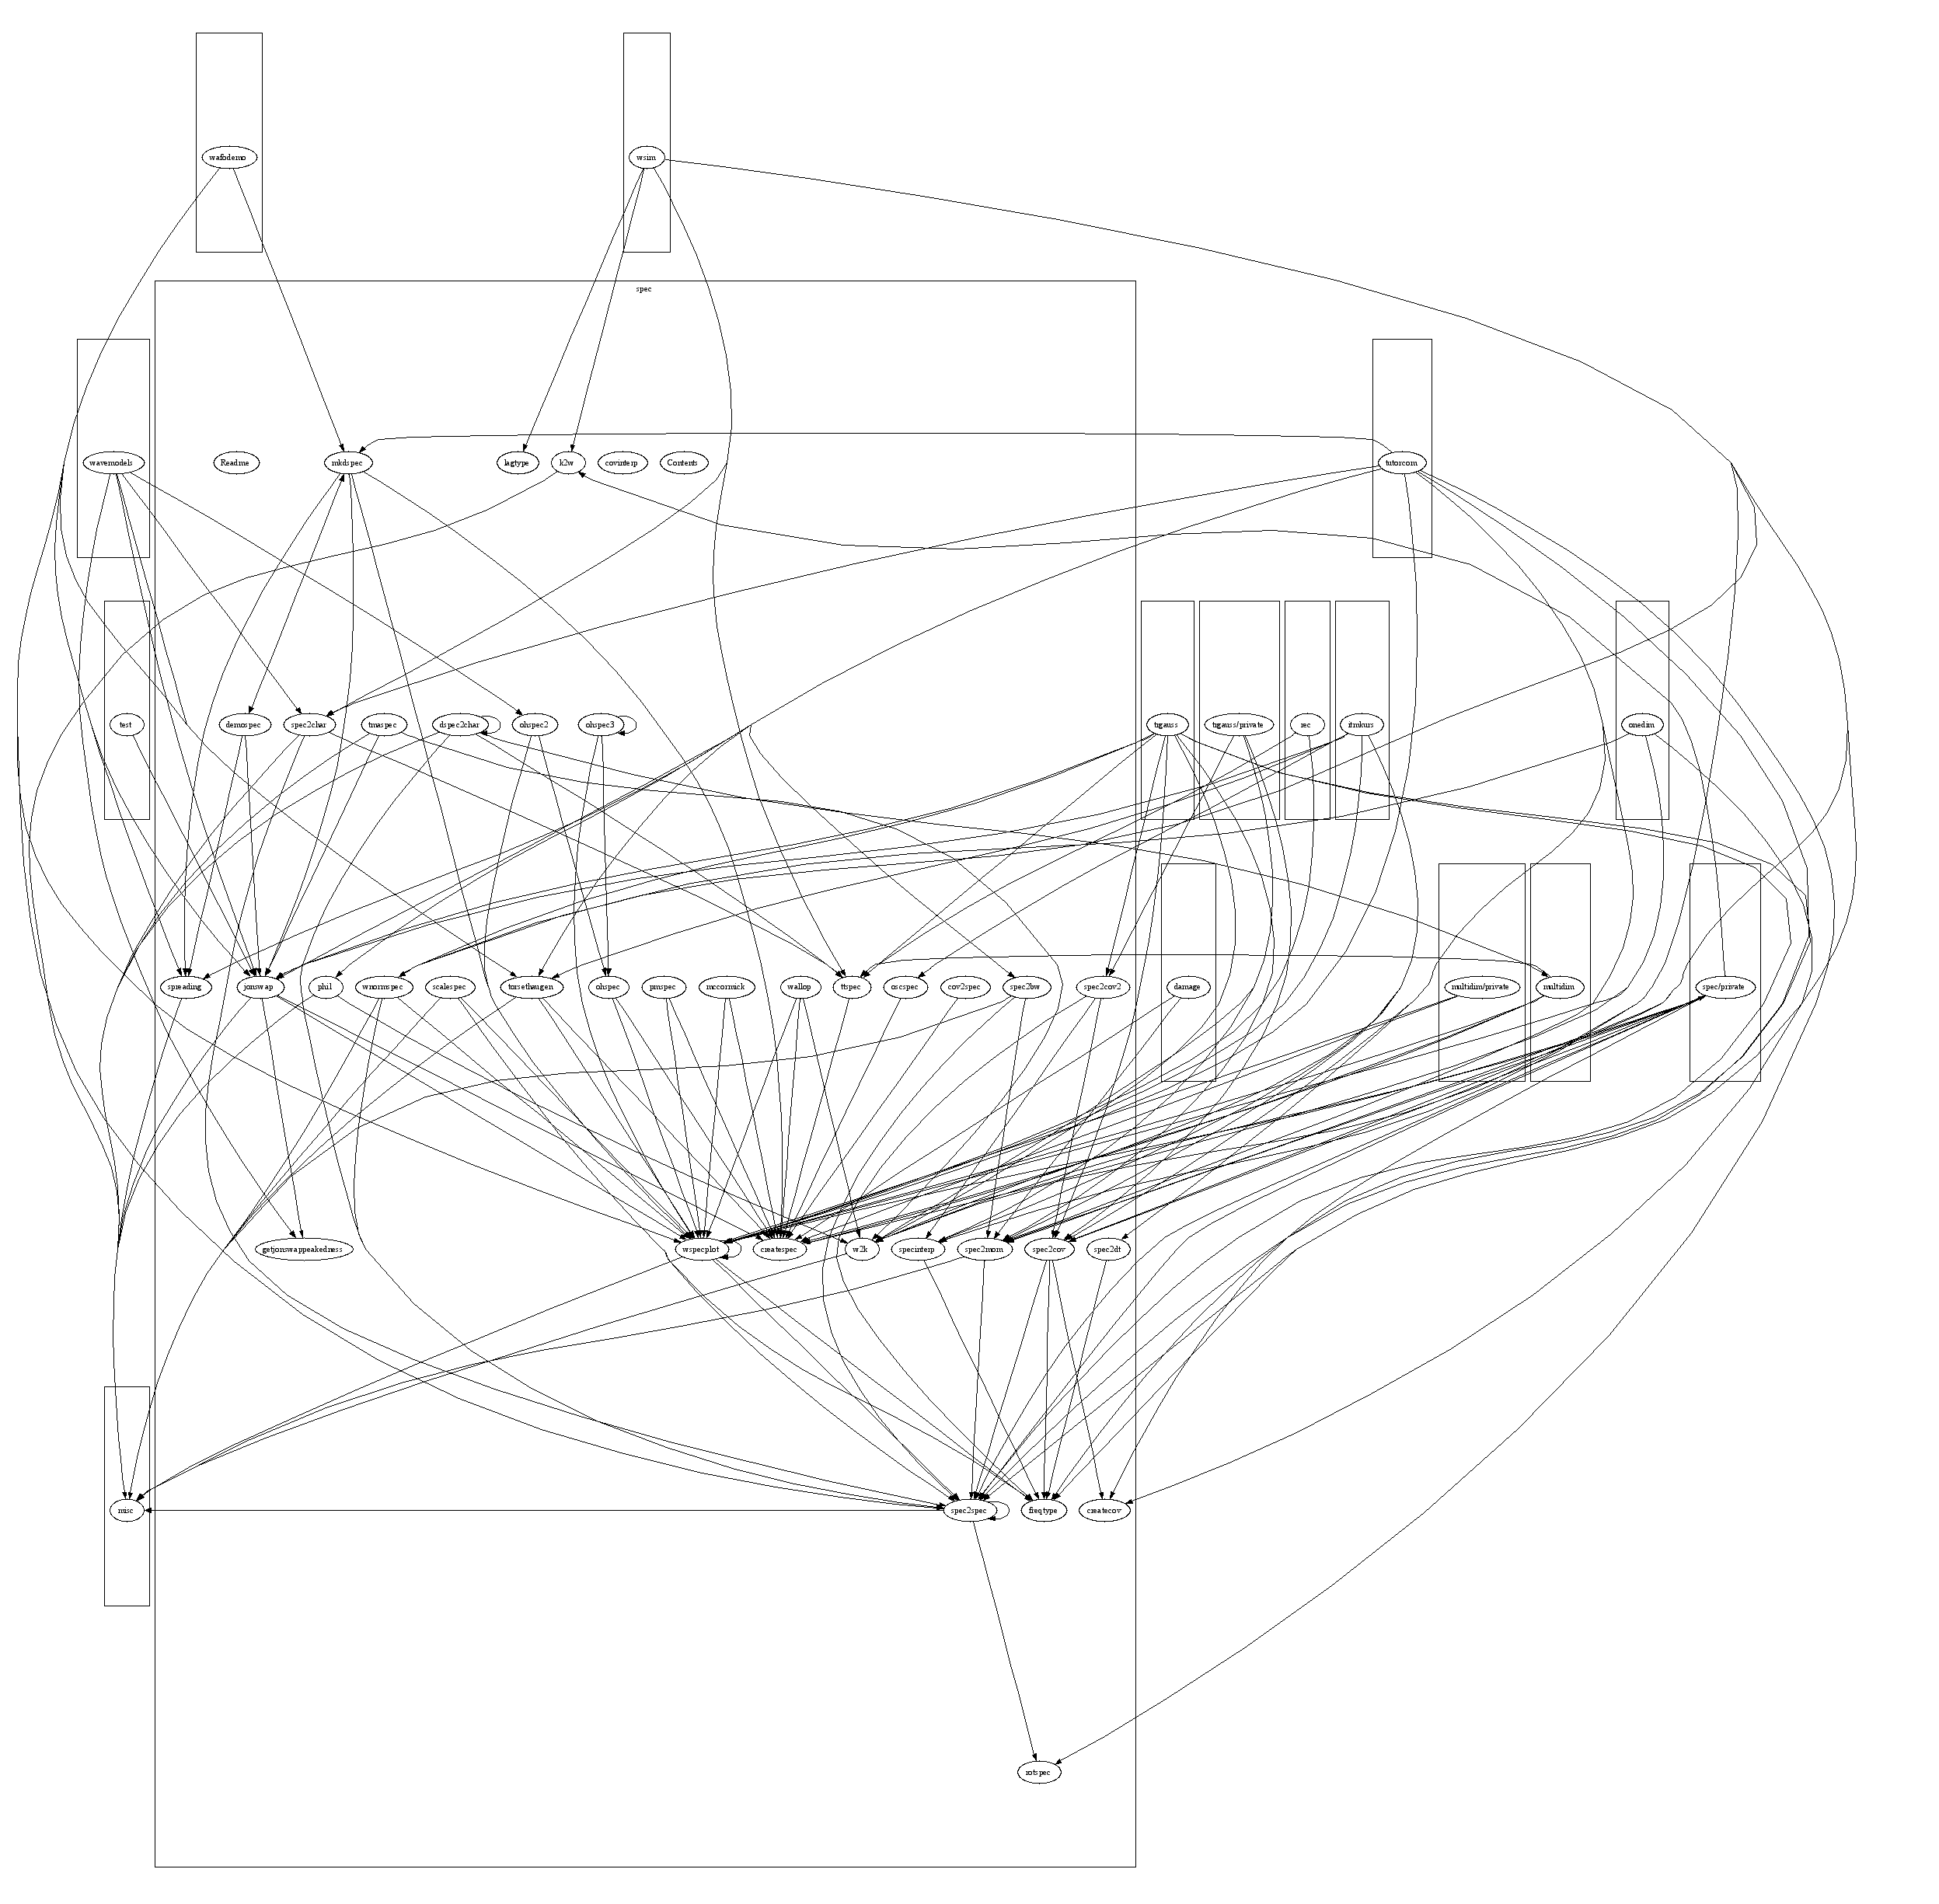 wafodemo
wsim
spec
wavemodels
Readme
mkdspec
lagtype
k2w
covinterp
Contents
tutorcom
test
demospec
spec2char
tmaspec
dspec2char
ohspec2
ohspec3
trgauss
trgauss/private
rec
itmkurs
onedim
spreading
jonswap
phil
wnormspec
scalespec
torsethaugen
ohspec
pmspec
mccormick
wallop
ttspec
oscspec
cov2spec
spec2bw
spec2cov2
damage
multidim/private
multidim
spec/private
getjonswappeakedness
wspecplot
createspec
w2k
specinterp
spec2mom
spec2cov
spec2dt
misc
spec2spec
freqtype
createcov
rotspec